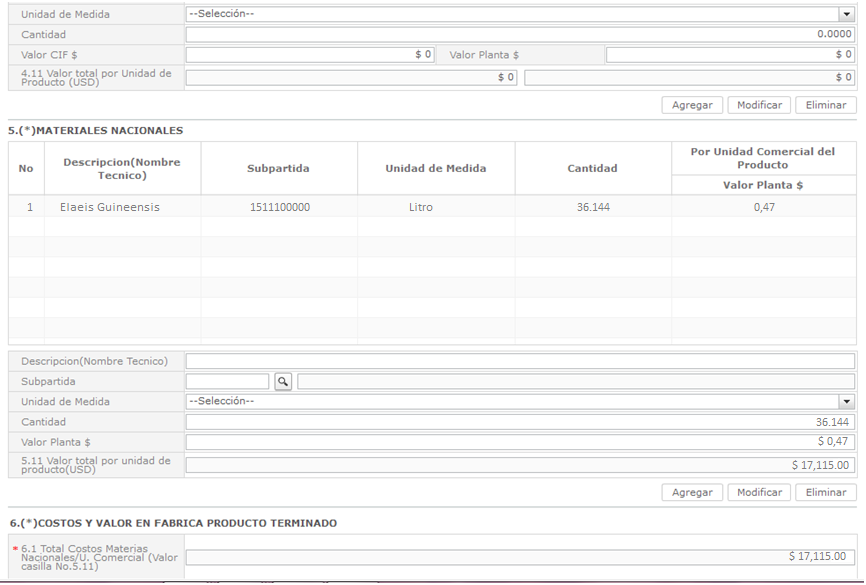 Unidad de Medida --Selección--
Cantidad 0.0000
Valor CIF $ $ 0 Valor Planta $ $ 0
4.11 Valor total por Unidad de
Producto (USD) $ 0 $ 0
Agregar Modificar Eliminar
5.(*)MATERIALES NACIONALES
No Descripcion(Nombre Tecnico) Subpartida Unidad de Medida Cantidad Por Unidad Comercial del Producto
Valor Planta $
1 Elaeis Guineensis 1511100000 Litro 36.144 0,47
Descripcion(Nombre Tecnico)
Subpartida
Unidad de Medida --Selección--
Cantidad 36.144
Valor Planta $ $ 0,47
5.11 Valor total por unidad de
producto(USD) $ 17,115.00
Agregar Modificar Eliminar
6.(*)COSTOS Y VALOR EN FABRICA PRODUCTO TERMINADO
* 6.1 Total Costos Materias
Nacionales/U. Comercial (Valor
casilla No.5.11) $ 17,115.00